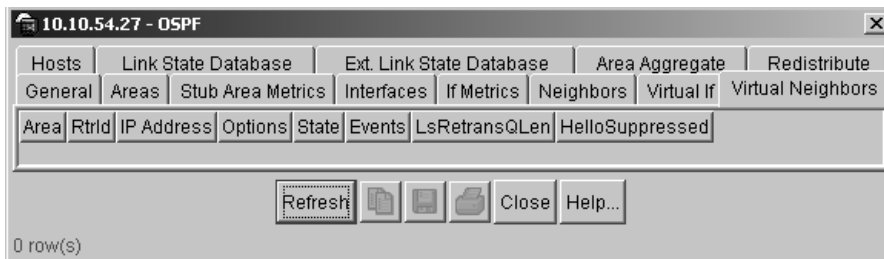 10.10.54.27 - OSPF
Hosts Link State Database Ext. Link State Database Area Aggregate Redistribute
General Areas Stub Area Metrics Interfaces If Metrics Neighbors Virtual If Virtual Neighbors
Area RtrId IP Address Options State Events LsRetransQLen HelloSuppressed
Refresh Close Help...
0 row(s)